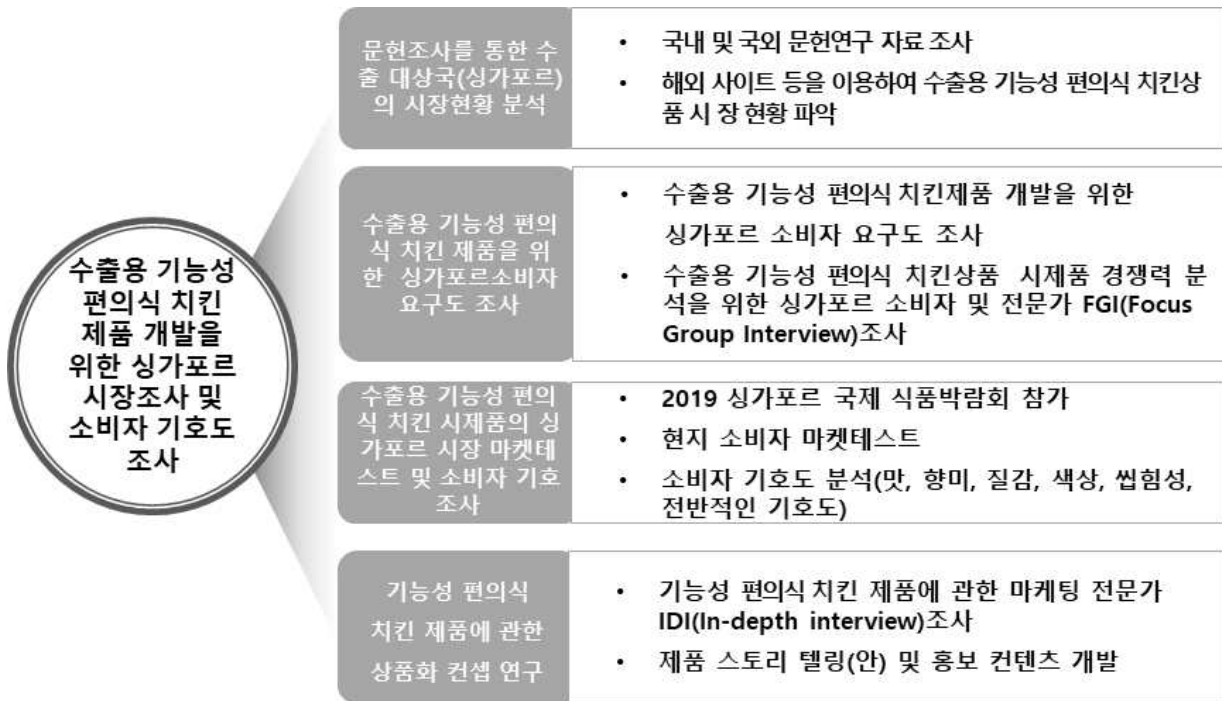 수출용 기능성
편의식 치킨
제품 개발을
위한 싱가포르
시장조사 및
소비자 기호도
조사
문헌조사를 통한 수
출 대상국(싱가포르)
의 시장현황 분석
• 국내 및 국외 문헌연구 자료 조사
• 해외 사이트 등을 이용하여 수출용 기능성 편의식 치킨상
품 시 장 현황 파악
수출용 기능성 편의
식 치킨 제품을 위
한 싱가포르소비자
요구도 조사
• 수출용 기능성 편의식 치킨제품 개발을 위한
싱가포르 소비자 요구도 조사
• 수출용 기능성 편의식 치킨상품 시제품 경쟁력 분
석을 위한 싱가포르 소비자 및 전문가 FGI(Focus
Group Interview)조사
수출용 기능성 편의
식 치킨 시제품의 싱
가포르 시장 마켓테
스트 및 소비자 기호
조사
• 2019 싱가포르 국제 식품박람회 참가
• 현지 소비자 마켓테스트
• 소비자 기호도 분석(맛, 향미, 질감, 색상, 씹힘성,
전반적인 기호도)
기능성 편의식
치킨 제품에 관한
상품화 컨셉 연구
• 기능성 편의식 치킨 제품에 관한 마케팅 전문가
IDI(In-depth interview)조사
• 제품 스토리 텔링(안) 및 홍보 컨텐츠 개발